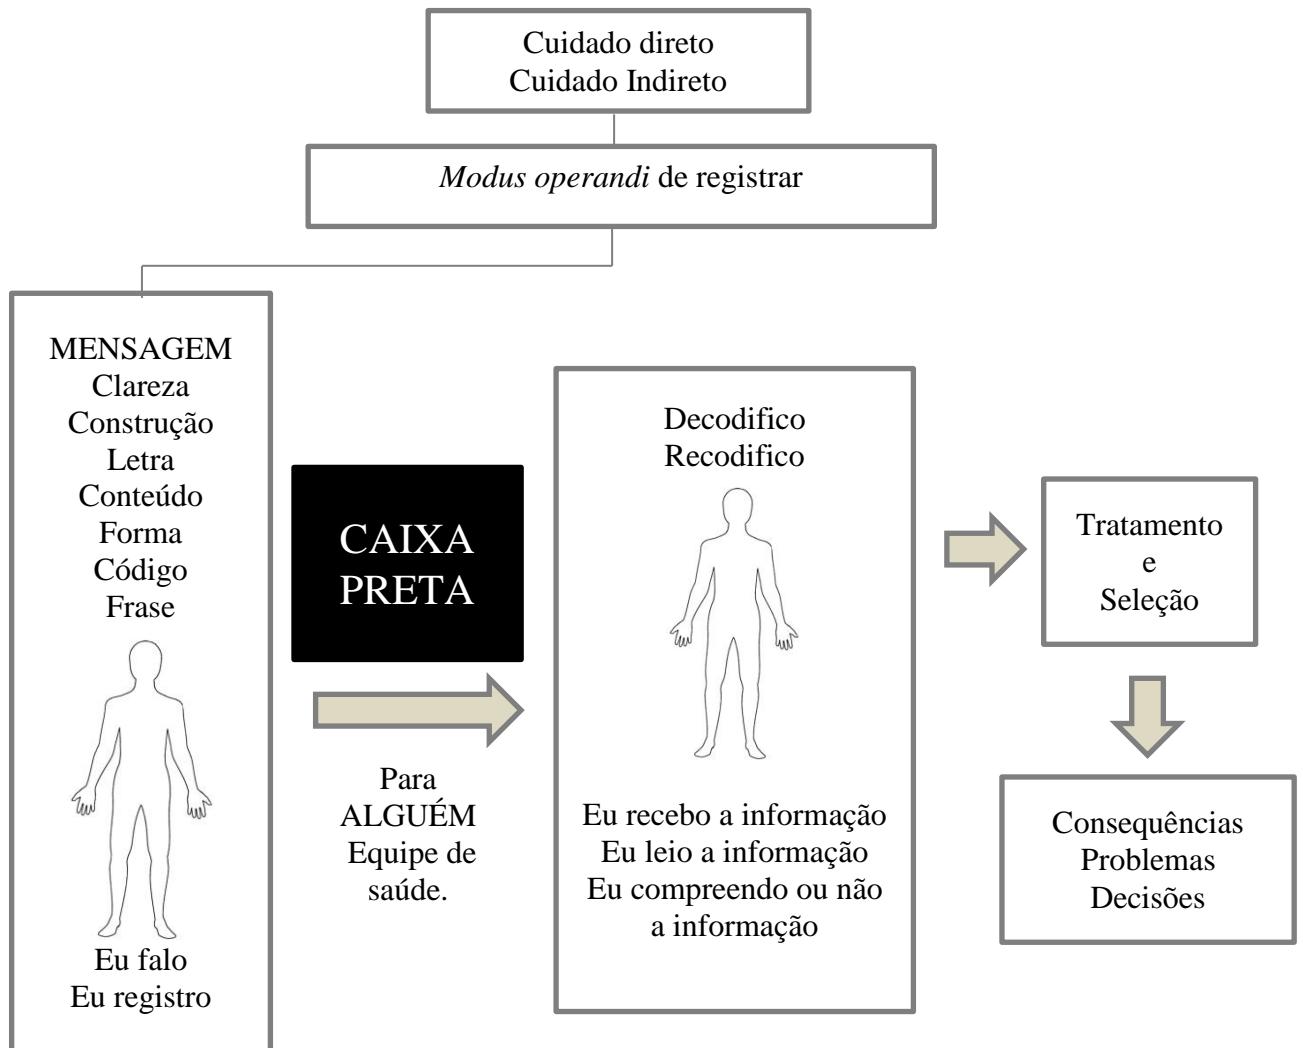 Cuidado direto
Cuidado Indireto
Modus operandi de registrar
MENSAGEM
Clareza
Construção
Letra
Conteúdo
Forma
Código
Frase
Eu falo
Eu registro
CAIXA
PRETA
Para
ALGUÉM
Equipe de
saúde.
Decodifico
Recodifico
Eu recebo a informação
Eu leio a informação
Eu compreendo ou não
a informação
Tratamento
e
Seleção
Consequências
Problemas
Decisões